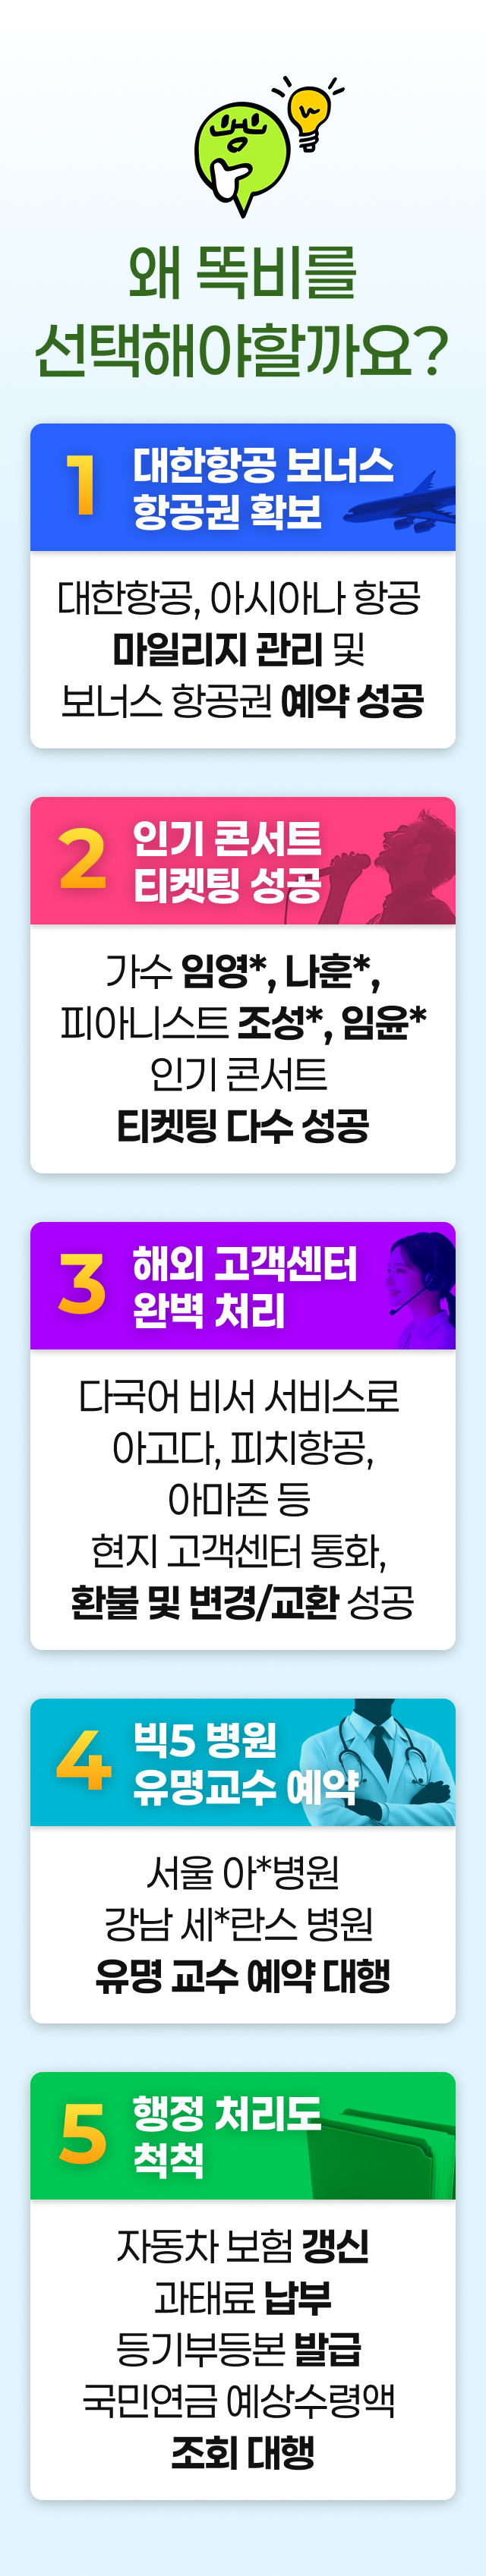 왜 똑비를
선택해야할까요?
1
대한항공 보너스
항공권 확보
대한항공, 아시아나 항공
마일리지 관리 및
보너스 항공권 예약 성공
2
인기 콘서트
티켓팅 성공
가수 임영*, 나훈*,
피아니스트 조성*, 임윤*
인기 콘서트
티켓팅 다수 성공
3
해외 고객센터
완벽 처리
다국어 비서 서비스로
아고다, 피치항공,
아마존 등
현지 고객센터 통화,
환불 및 변경/교환 성공
4
빅5 병원
유명교수 예약
서울 아*병원
강남 세*란스 병원
유명 교수 예약 대행
5
행정 처리도
척척
자동차 보험 갱신
과태료 납부
등기부등본 발급
국민연금 예상수령액
조회 대행